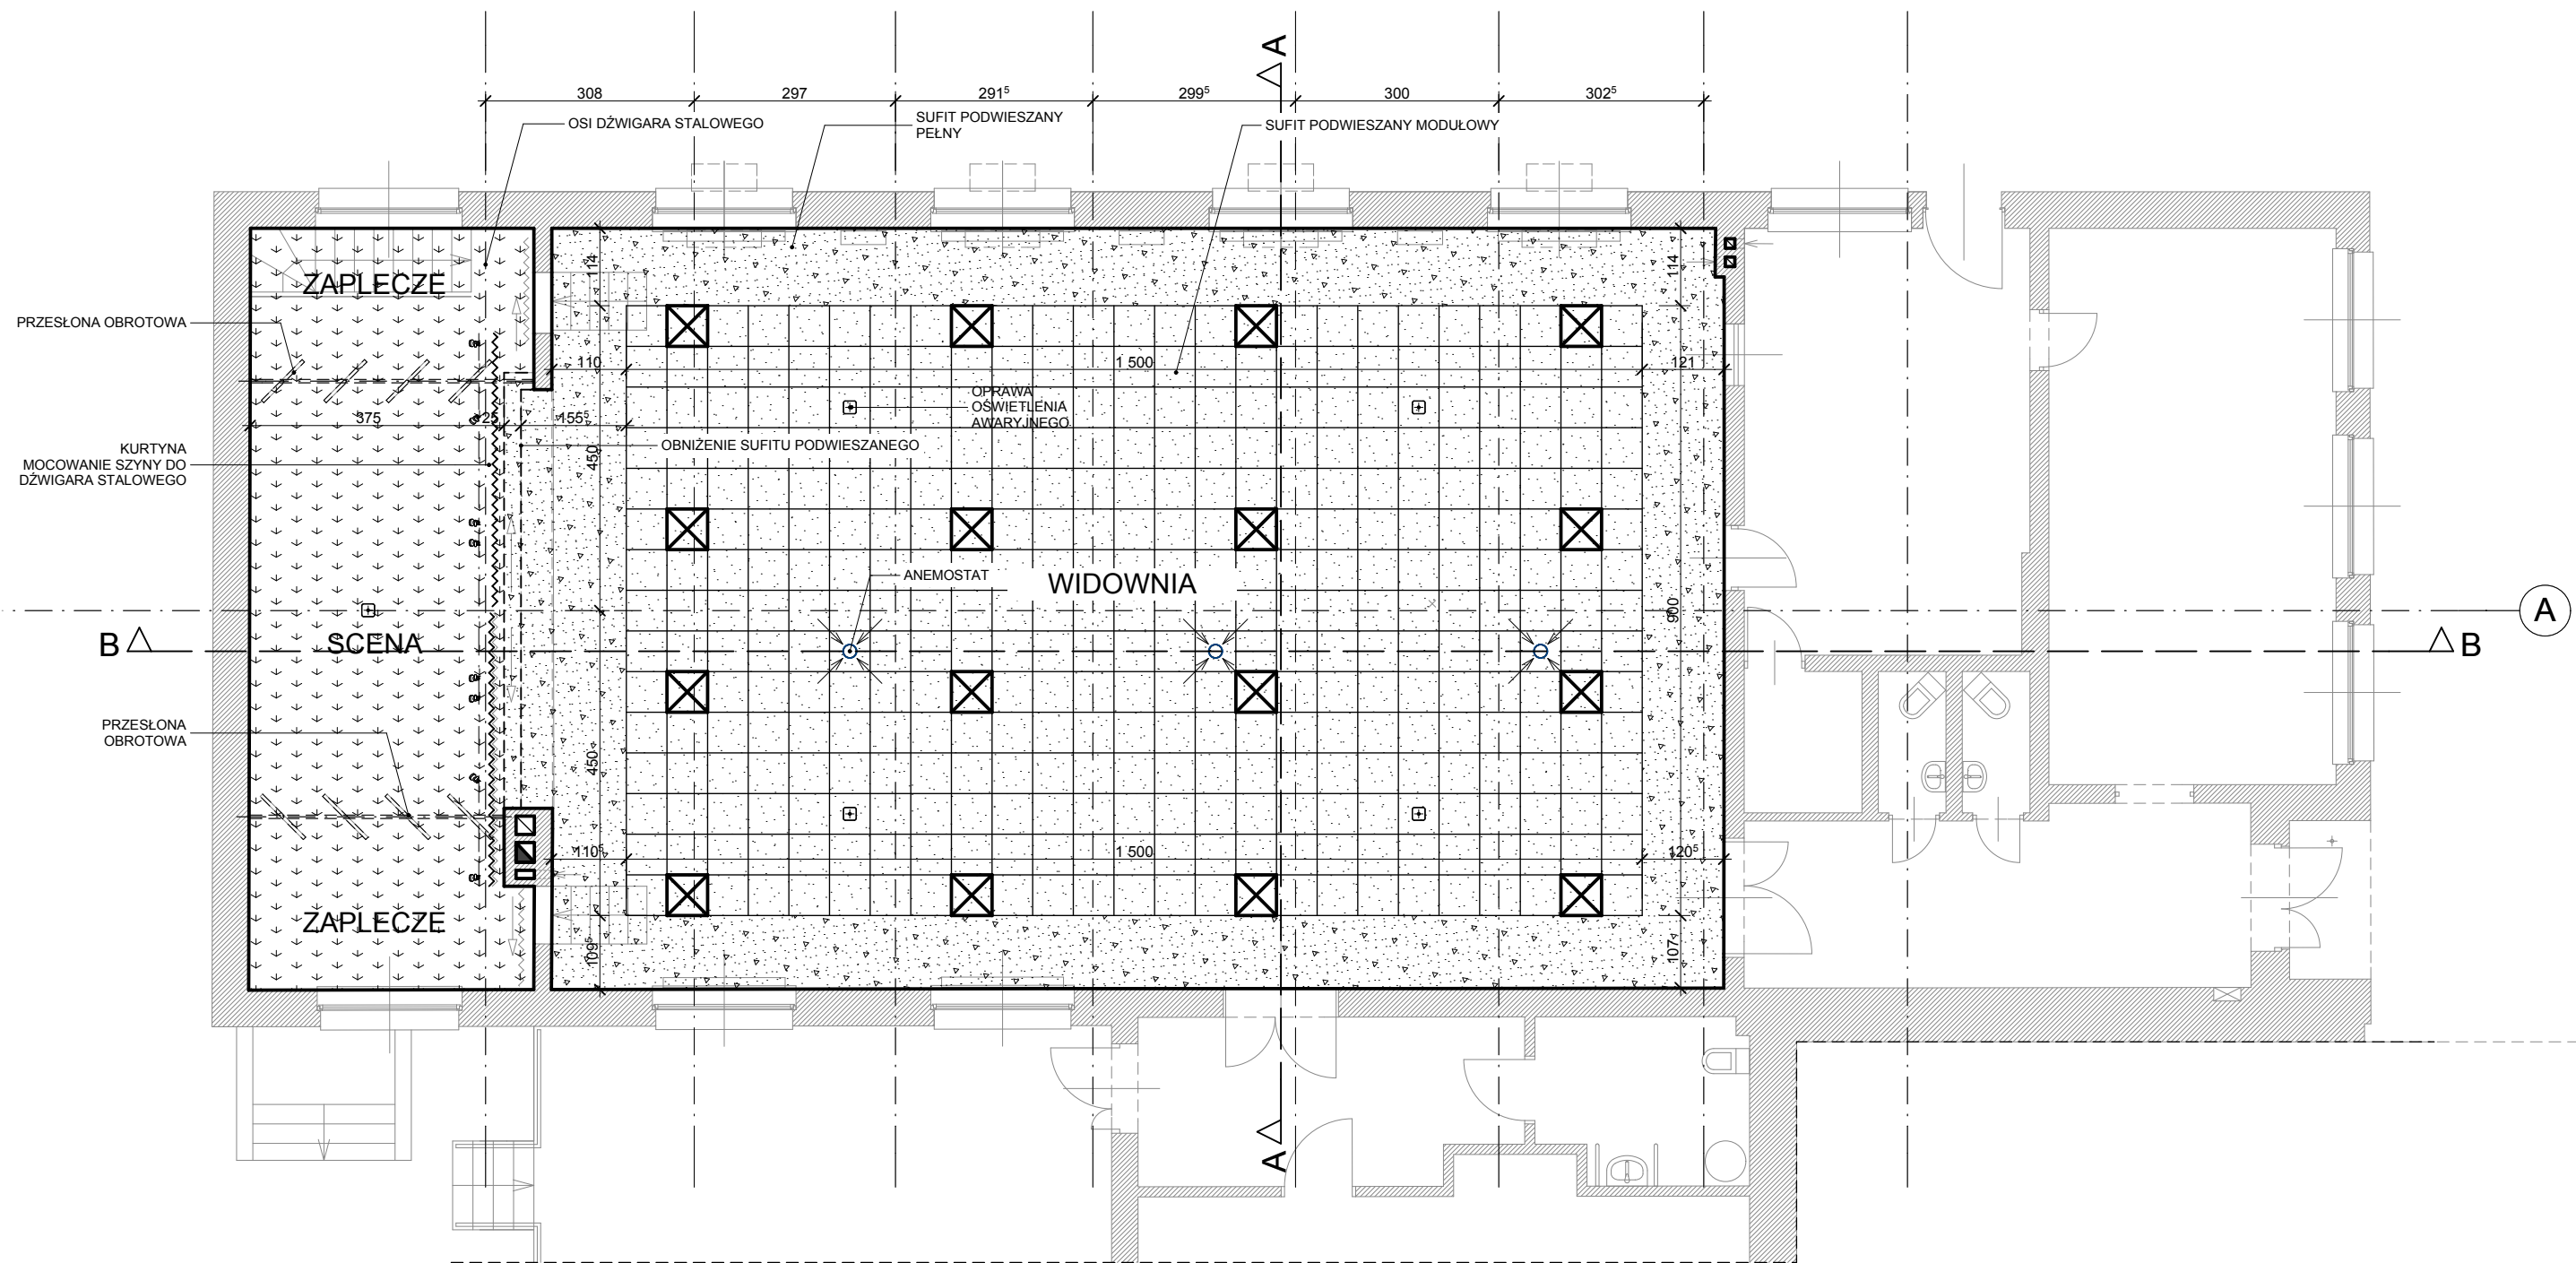 A
308
297
291⁵
299⁵
300
302⁵
OSI DŹWIGARA STALOWEGO
SUFIT PODWIESZANY
PEŁNY
SUFIT PODWIESZANY MODUŁOWY
114
114
ZAPLECZE
PRZESŁONA OBROTOWA
110
1 500
121
OPRAWA
OŚWIETLENIA
AWARYJNEGO
375
125
155⁵
KURTYNA
MOCOWANIE SZYNY DO
DŹWIGARA STALOWEGO
OBNIŻENIE SUFITU PODWIESZANEGO
450
ANEMOSTAT
WIDOWNIA
900
A
B
SCENA
B
PRZESŁONA
OBROTOWA
450
110⁵
1 500
120⁵
ZAPLECZE
109⁵
107
A